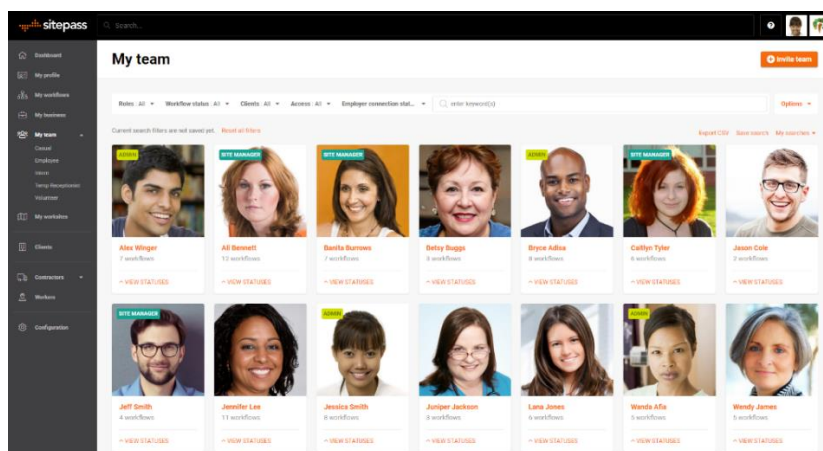 sitepass
Search...
My team
Invite team
Dashboard
My profile
My workflows
My business
My team
Casual
Employee
Intern
Temp Receptionist
Volunteer
My worksites
Clients
Contractors
Workers
Configuration
Roles : All Workflow status : All Clients : All Access : All Employer connection stat... enter keyword(s) Options
Current search filters are not saved yet. Reset all filters
Export CSV Save search My searches
ADMIN SITE MANAGER SITE MANAGER ADMIN SITE MANAGER
Alex Winger Ali Bennett Banila Burrows Betsy Buggs Bryce Adisa Caitlyn Tyler Jason Cole
7 workflows 13 workflows 7 workflows workflows workflows 6 workflows 2 workflows
VIEW STATUSES VIEW STATUSES VIEW STATUSES VIEW STATUSES VIEW STATUSES VIEW STATUSES VIEW STATUSES
SITE MANAGER ADMIN ADMIN
Jeff Smith Jennifer Lee Jessica Smith Juniper Jackson Lana Jones Wanda Afia Wendy James
4 workflows 11 workflows 8 workflows workflows 6 workflows 5 workflows 5 workflows
VIEW STATUSES VIEW STATUSES VIEW STATUSES VIEW STATUSES VIEW STATUSES VIEW STATUSES VIEW STATUSES